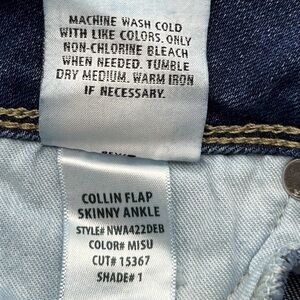 MACHINE WASH COLD
WITH LIKE COLORS. ONLY
NON-CHLORINE BLEACH
WHEN NEEDED. TUMBLE
DRY MEDIUM. WARM IRON
IF NECESSARY.
COLLIN FLAP
SKINNY ANKLE
STYLE# NWA422DEB
COLOR# MISU
CUT# 15367
SHADE# 1